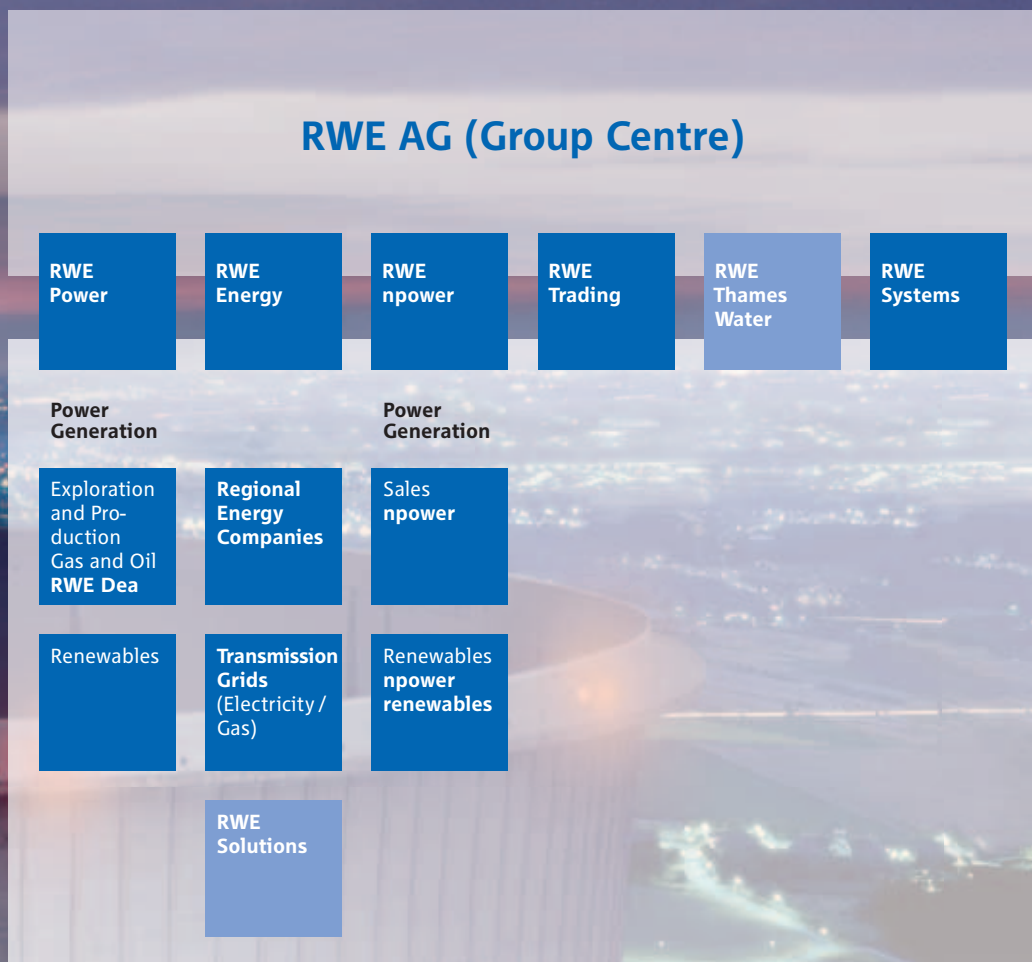 RWE AG (Group Centre)
RWE
Power
RWE
Energy
RWE
npower
RWE
Trading
RWE
Thames
Water
RWE
Systems
Power
Generation
Power
Generation
Exploration
and Pro-
duction
Gas and Oil
RWE Dea
Regional
Energy
Companies
Sales
npower
Renewables
Transmission
Grids
(Electricity /
Gas)
Renewables
npower
renewables
RWE
Solutions